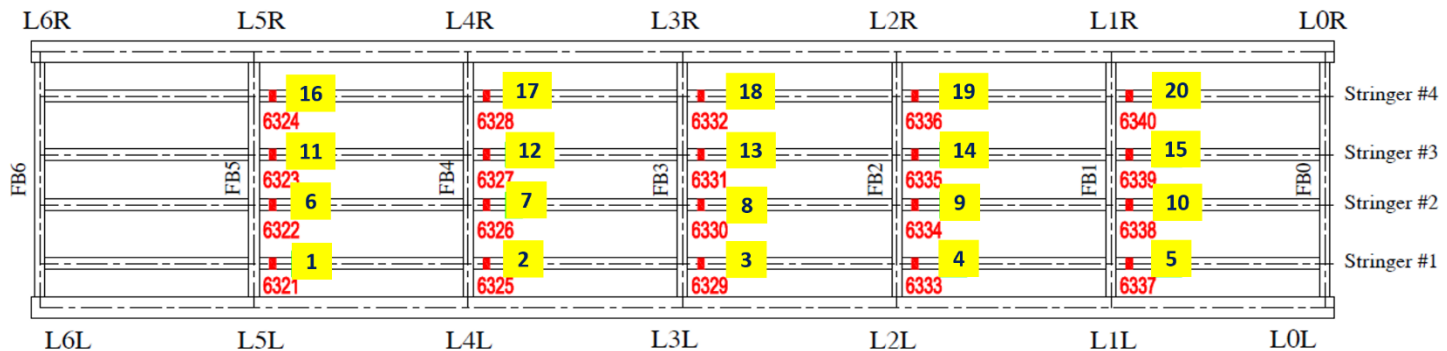 L6R L5R L4R L3R L2R L1R L0R
16 17 18 19 20 Stringer #4
6324 6328 6332 6336 6340
11 12 13 14 15 Stringer #3
FB6 FB5 FB4 FB3 FB2 FB1 FB0
6323 6327 6331 6335 6339
6 7 8 9 10 Stringer #2
6322 6326 6330 6334 6338
1 2 3 4 5 Stringer #1
6321 6325 6329 6333 6337
L6L L5L L4L L3L L2L L1L L0L